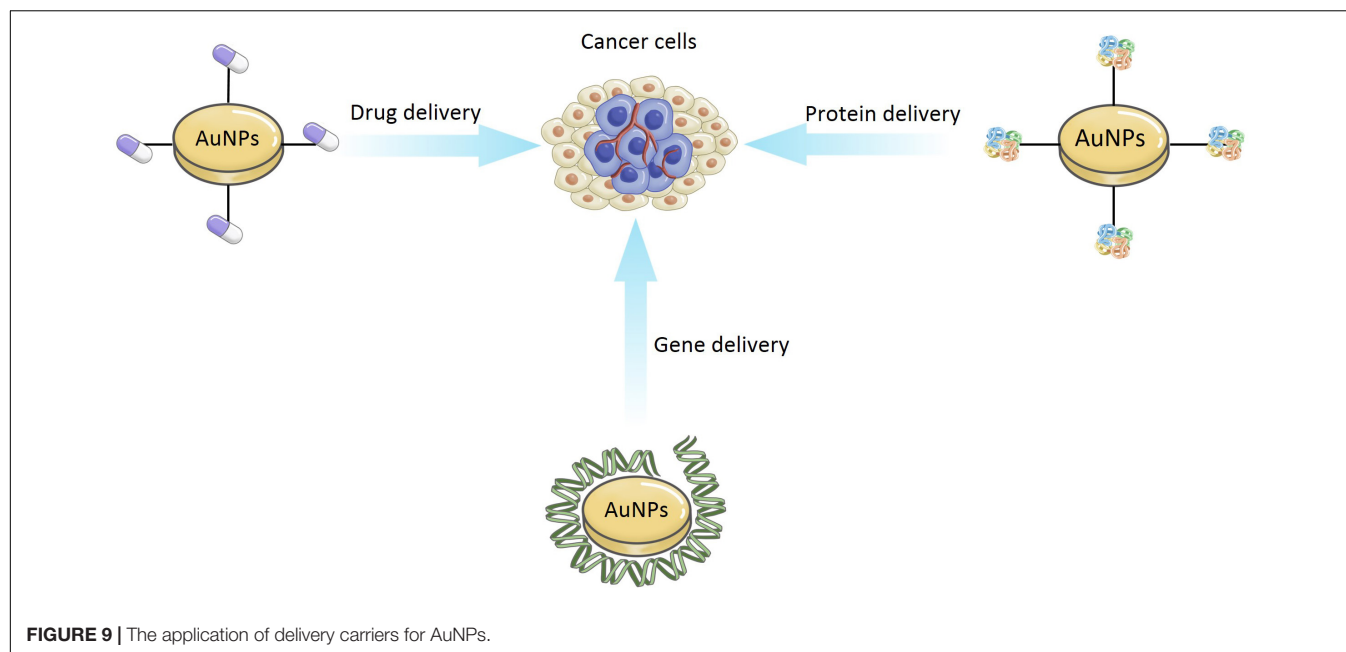 Cancer cells
Drug delivery
Protein delivery
AuNPs
AuNPs
Gene delivery
AuNPs
FIGURE 9 | The application of delivery carriers for AuNPs.